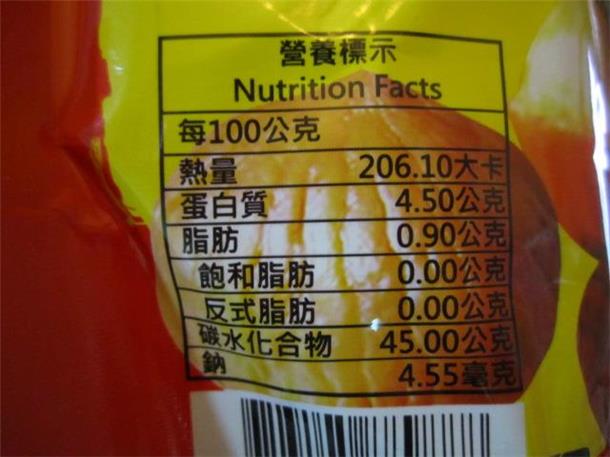 營養標示
Nutrition Facts
每100公克
熱量 206.10大卡
蛋白質 4.50公克
脂肪 0.90公克
飽和脂肪 0.00公克
反式脂肪 0.00公克
碳水化合物 45.00公克
鈉 4.55毫克